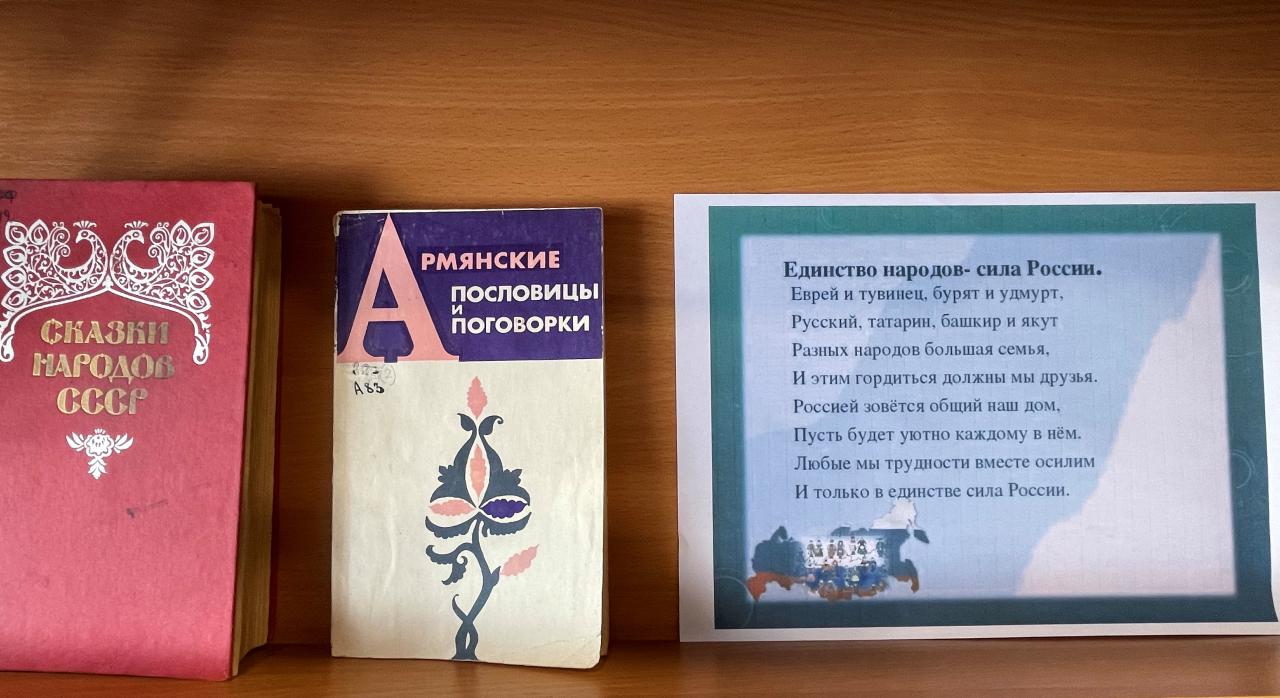 СКАЗКИ
НАРОДОВ
СССР
АРМЯНСКИЕ
ПОСЛОВИЦЫ
И
ПОГОВОРКИ
А 83
Единство народов- сила России.
Еврей и тувинец, бурят и удмурт,
Русский, татарин, башкир и якут
Разных народов большая семья,
И этим гордиться должны мы друзья.
Россией зовётся общий наш дом,
Пусть будет уютно каждому в нём.
Любые мы трудности вместе осилим
И только в единстве сила России.